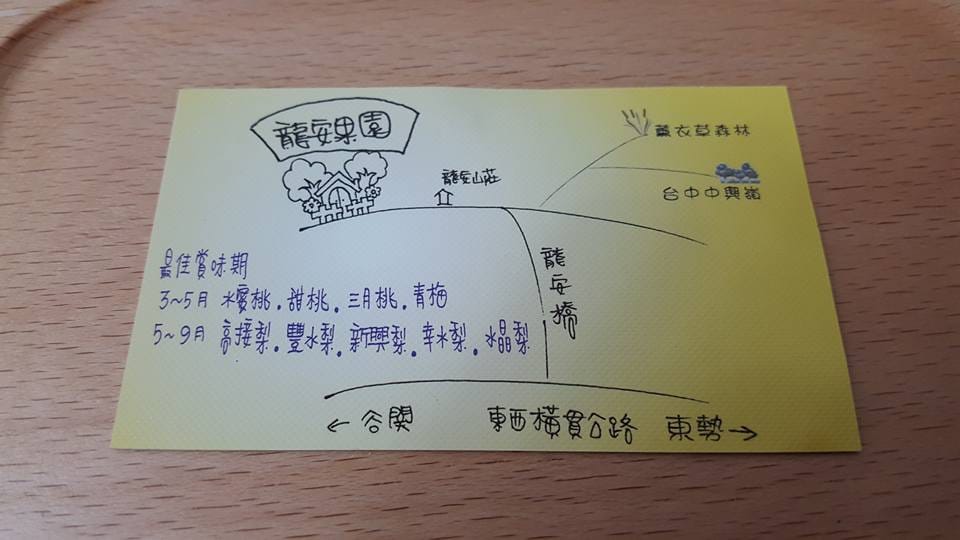 龍安果園
龍安山莊
薰衣草森林
台中中興嶺
龍安橋
最佳賞味期
3~5月 水蜜桃.甜桃.三月桃.青梅
5~9月 高接梨.豐水梨.新興梨.幸水梨.水晶梨
← 谷関 東西橫貫公路 東勢 →